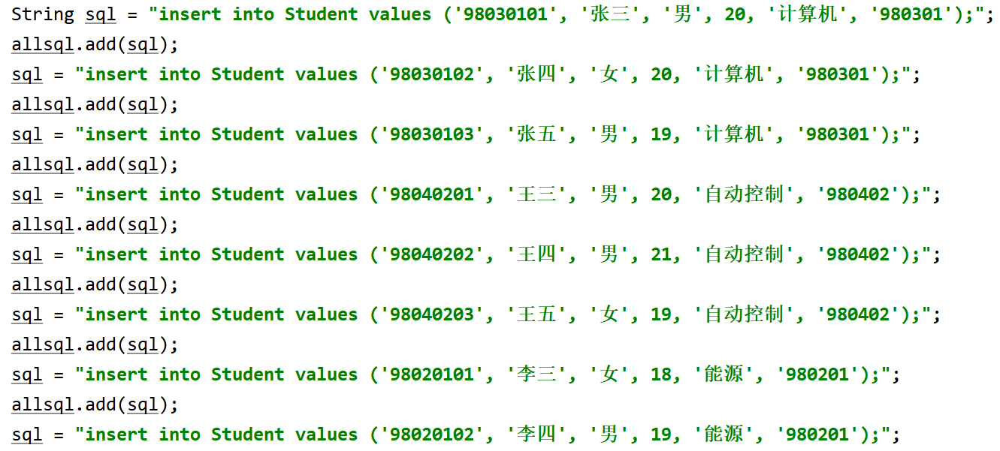 String sql = "insert into Student values ('98030101', '张三', '男', 20, '计算机', '980301');";
allsql.add(sql);
sql = "insert into Student values ('98030102', '张四', '女', 20, '计算机', '980301');";
allsql.add(sql);
sql = "insert into Student values ('98030103', '张五', '男', 19, '计算机', '980301');";
allsql.add(sql);
sql = "insert into Student values ('98040201', '王三', '男', 20, '自动控制', '980402');";
allsql.add(sql);
sql = "insert into Student values ('98040202', '王四', '男', 21, '自动控制', '980402');";
allsql.add(sql);
sql = "insert into Student values ('98040203', '王五', '女', 19, '自动控制', '980402');";
allsql.add(sql);
sql = "insert into Student values ('98020101', '李三', '女', 18, '能源', '980201');";
allsql.add(sql);
sql = "insert into Student values ('98020102', '李四', '男', 19, '能源', '980201');";